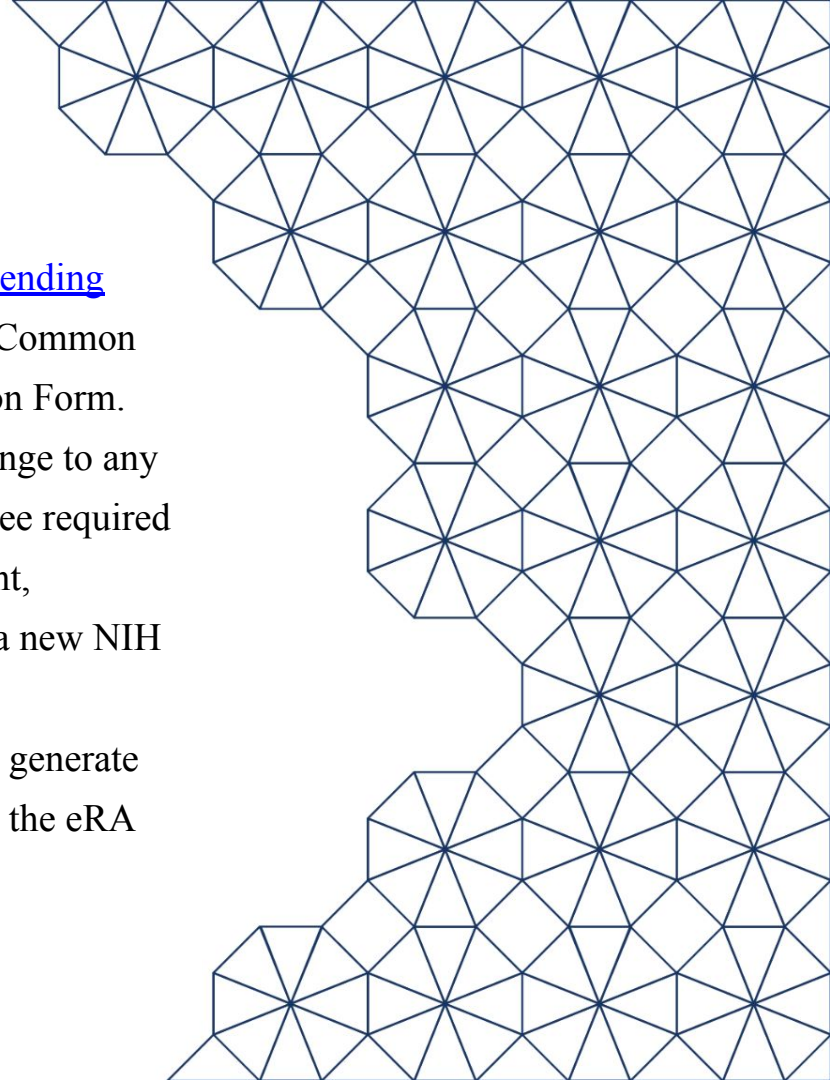 ending
Common
on Form.
nge to any
ee required
nt,
a new NIH
generate
the eRA